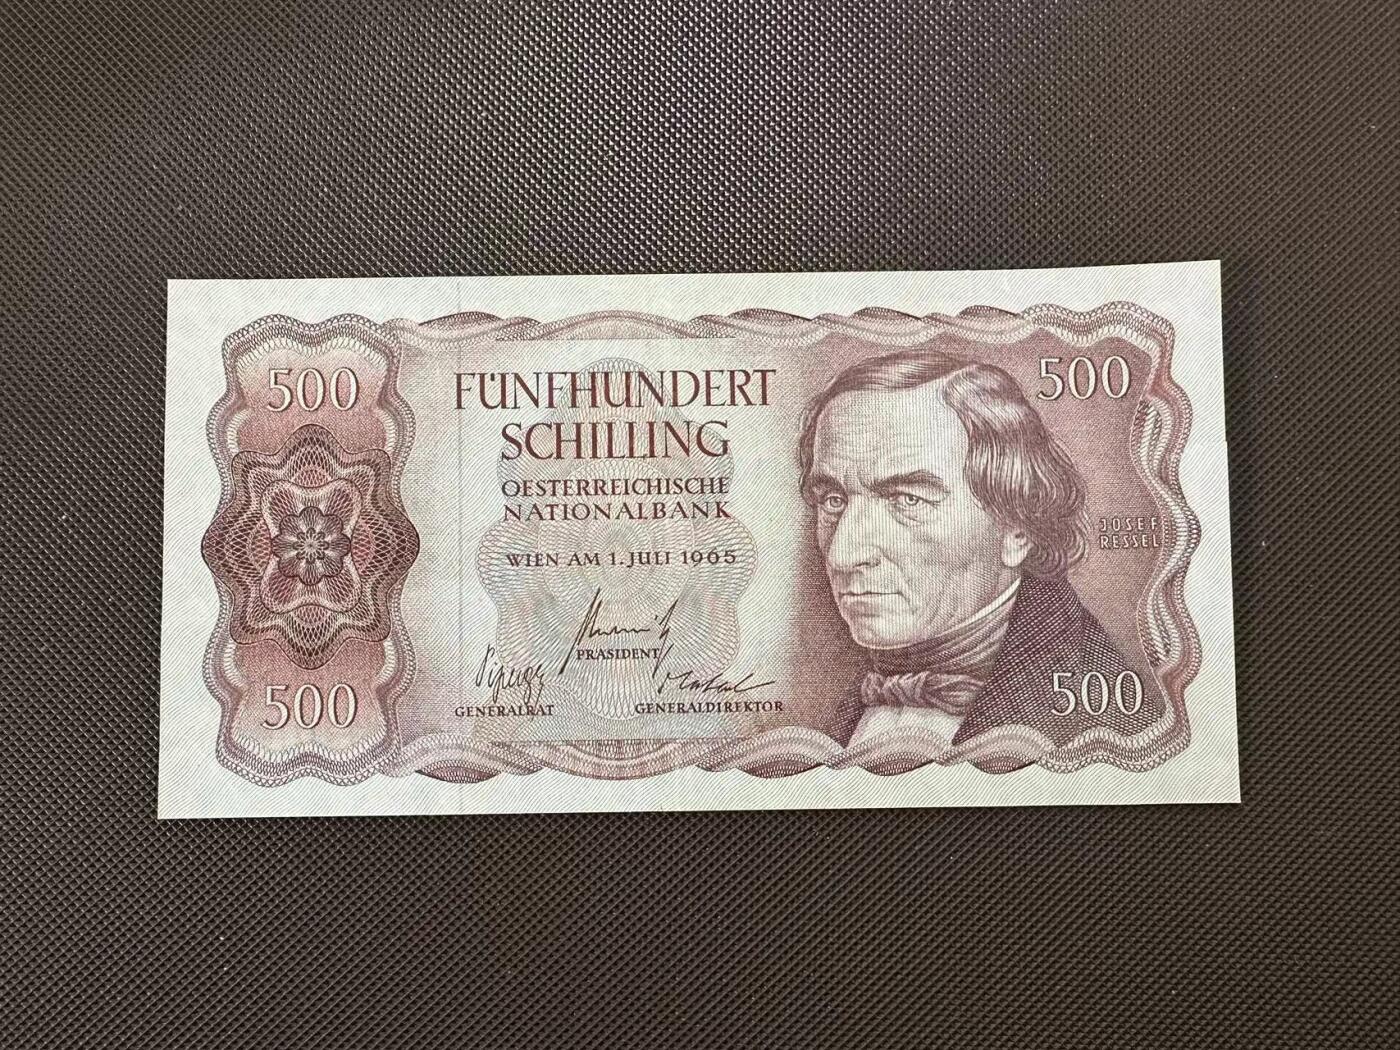 500
500
FÜNFHUNDERT
SCHILLING
OESTERREICHISCHE
NATIONALBANK
WIEN AM 1. JULI 1965
PRÄSIDENT
GENERALRAT
GENERALDIREKTOR
JOSEF
RESSEL
500
500